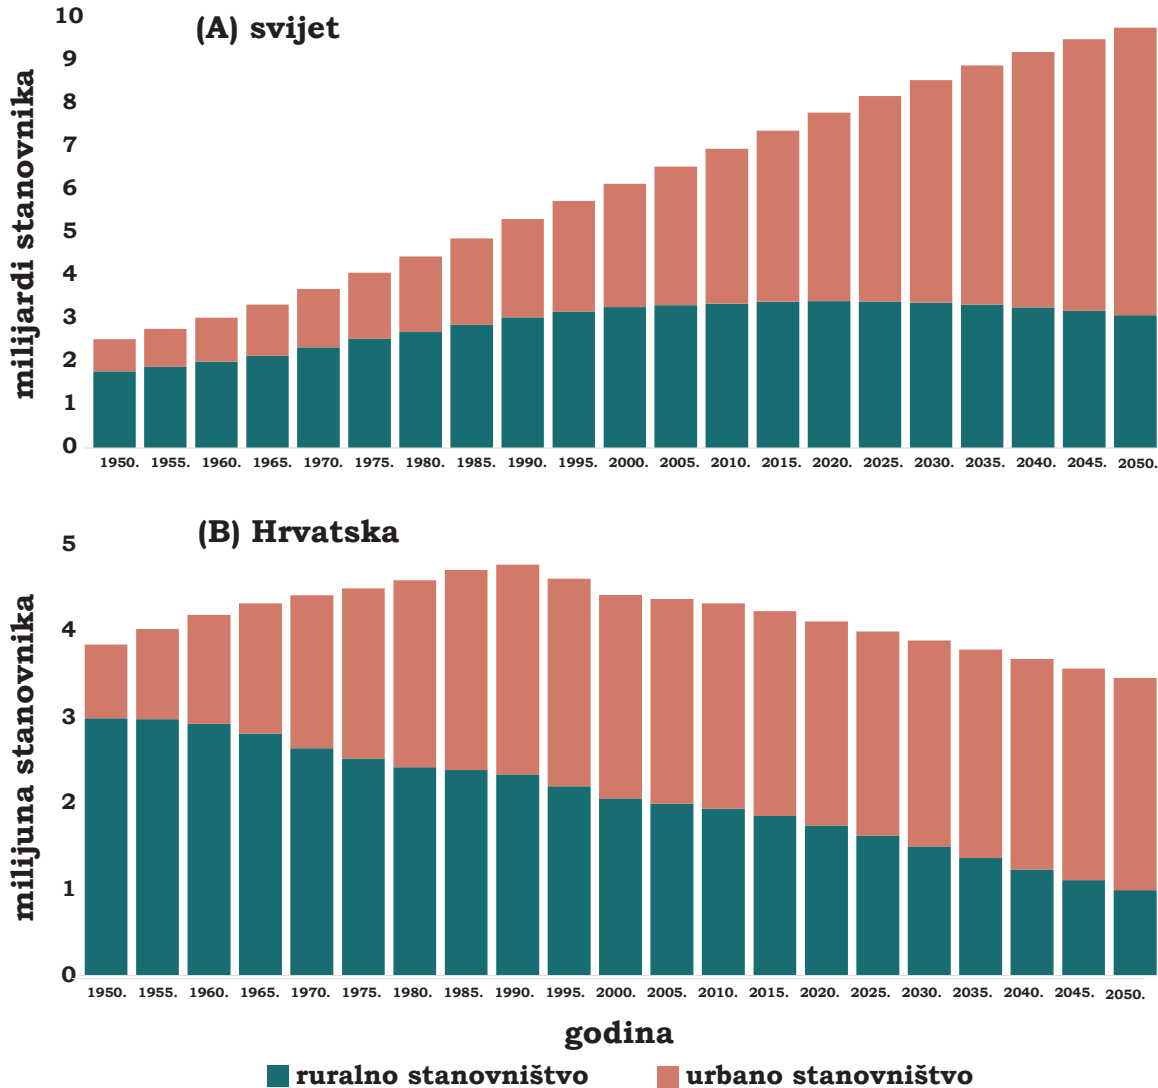 (A) svijet
milijardi stanovnika
10
9
8
7
6
5
4
3
2
1
0
1950. 1955. 1960. 1965. 1970. 1975. 1980. 1985. 1990. 1995. 2000. 2005. 2010. 2015. 2020. 2025. 2030. 2035. 2040. 2045. 2050.
(B) Hrvatska
milijuna stanovnika
5
4
3
2
1
0
1950. 1955. 1960. 1965. 1970. 1975. 1980. 1985. 1990. 1995. 2000. 2005. 2010. 2015. 2020. 2025. 2030. 2035. 2040. 2045. 2050.
godina
ruralno stanovništvo urbano stanovništvo